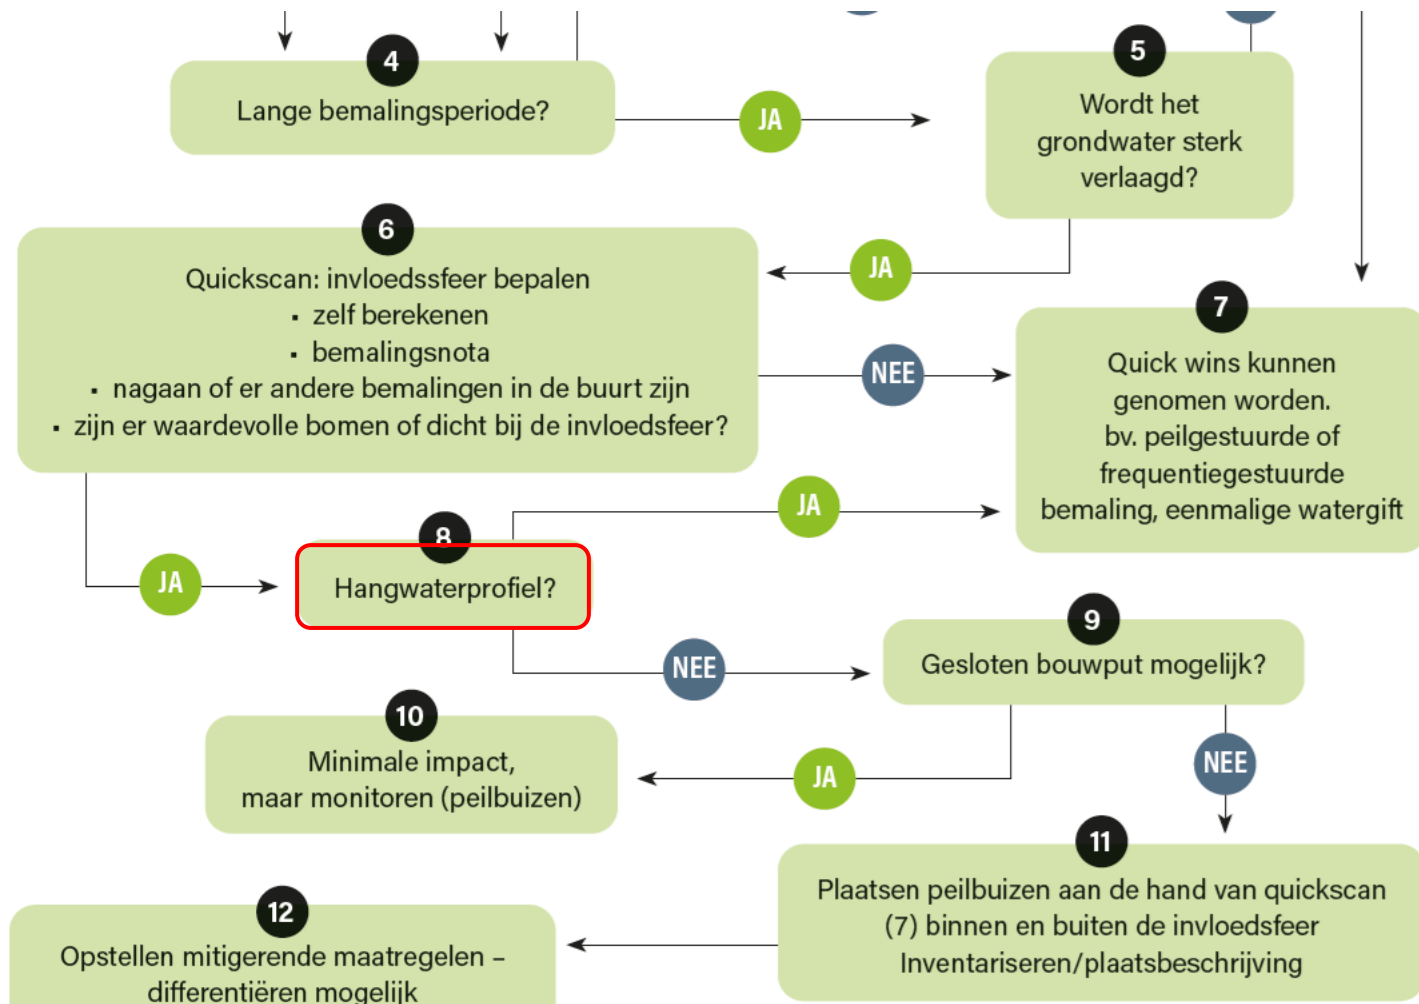 4
Lange bemalingsperiode?
JA
5
Wordt het
grondwater sterk
verlaagd?
JA
6
Quickscan: invloedssfeer bepalen
▪ zelf berekenen
▪ bemalingsnota
▪ nagaan of er andere bemalingen in de buurt zijn
▪ zijn er waardevolle bomen of dicht bij de invloedsfeer?
NEE
7
Quick wins kunnen
genomen worden.
bv. peilgestuurde of
frequentiegestuurde
bemaling, eenmalige watergift
JA
JA
8
Hangwaterprofiel?
NEE
9
Gesloten bouwput mogelijk?
JA
NEE
10
Minimale impact,
maar monitoren (peilbuizen)
11
Plaatsen peilbuizen aan de hand van quickscan
(7) binnen en buiten de invloedsfeer
Inventariseren/plaatsbeschrijving
12
Opstellen mitigerende maatregelen –
differentiëren mogelijk